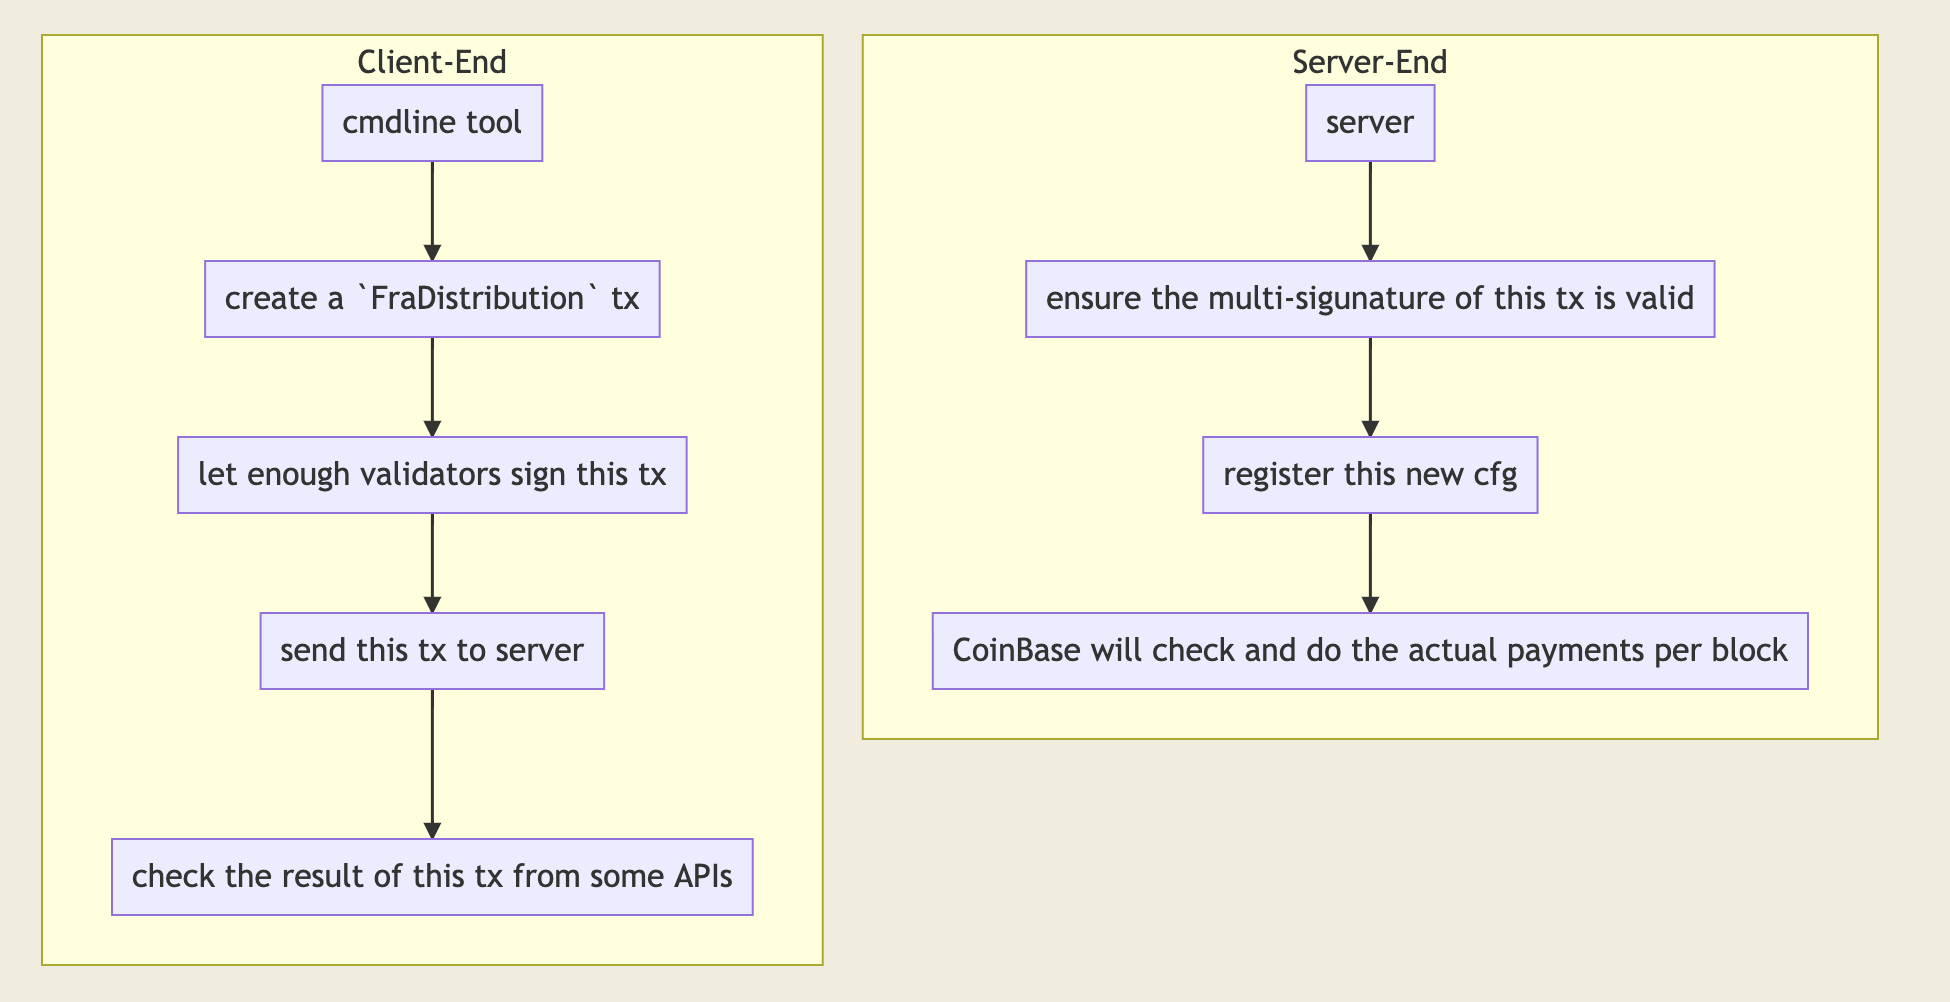 Client-End
cmdline tool
create a `FraDistribution` tx
let enough validators sign this tx
send this tx to server
check the result of this tx from some APIs
Server-End
server
ensure the multi-sigunature of this tx is valid
register this new cfg
CoinBase will check and do the actual payments per block